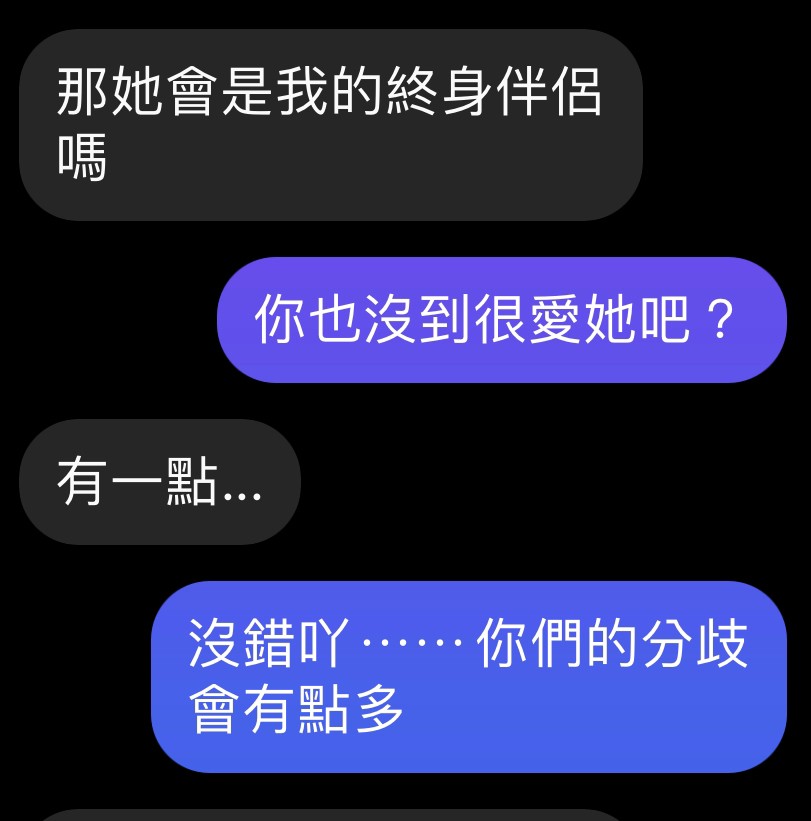 那她會是我的終身伴侶
嗎
你也沒到很愛她吧？
有一點...
沒錯吖⋯⋯你們的分歧
會有點多